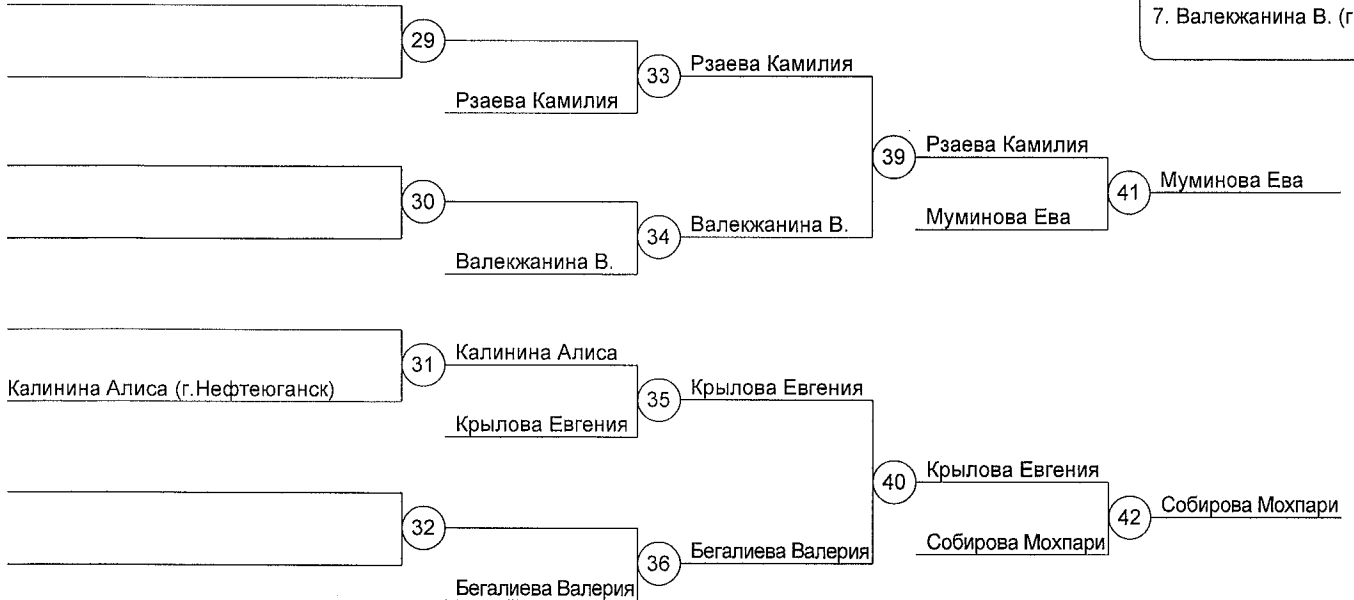 7. Валекжанина В. (г
29
33
Рзаева Камилия
Рзаева Камилия
39
Рзаева Камилия
41
Муминова Ева
Муминова Ева
30
34
Валекжанина В.
Валекжанина В.
31
Калинина Алиса
Калинина Алиса (г.Нефтеюганск)
35
Крылова Евгения
Крылова Евгения
40
Крылова Евгения
42
Собирова Мохпари
Собирова Мохпари
32
36
Бегалиева Валерия
Бегалиева Валерия